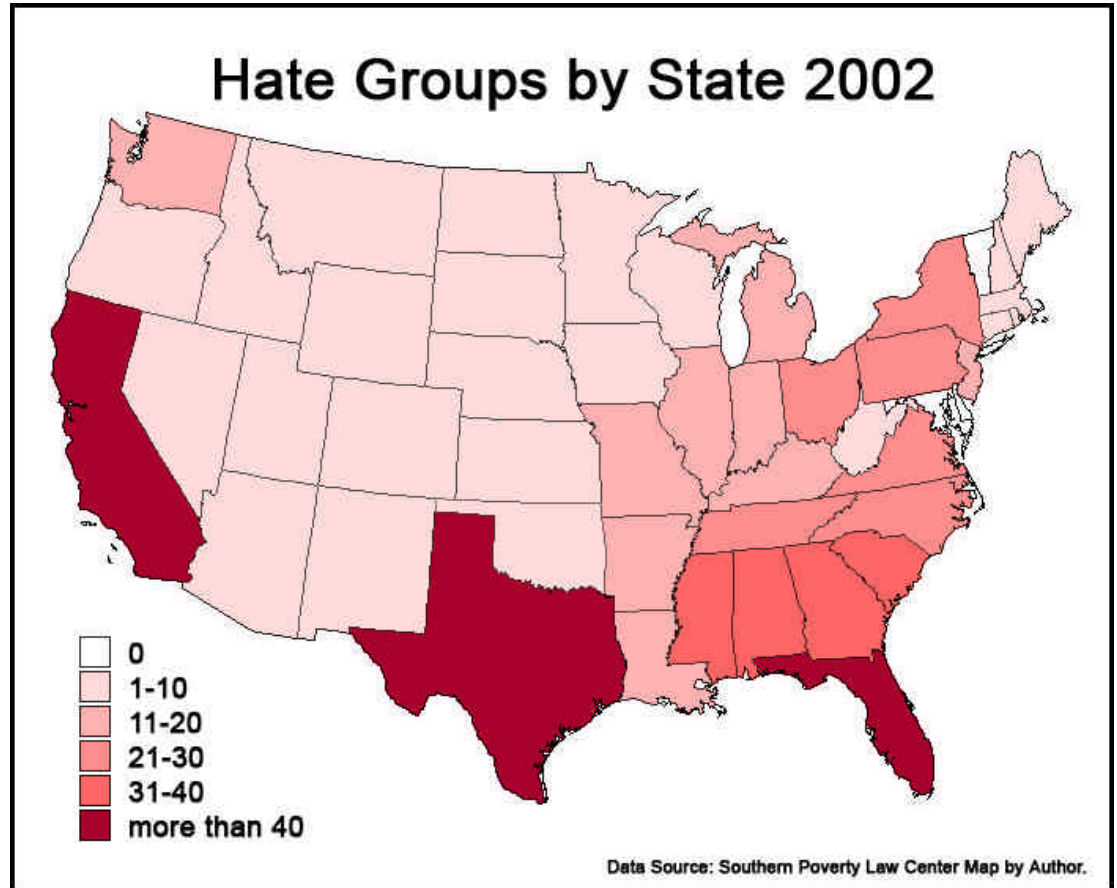 Hate Groups by State 2002
0
1-10
11-20
21-30
31-40
more than 40
Data Source: Southern Poverty Law Center Map by Author.